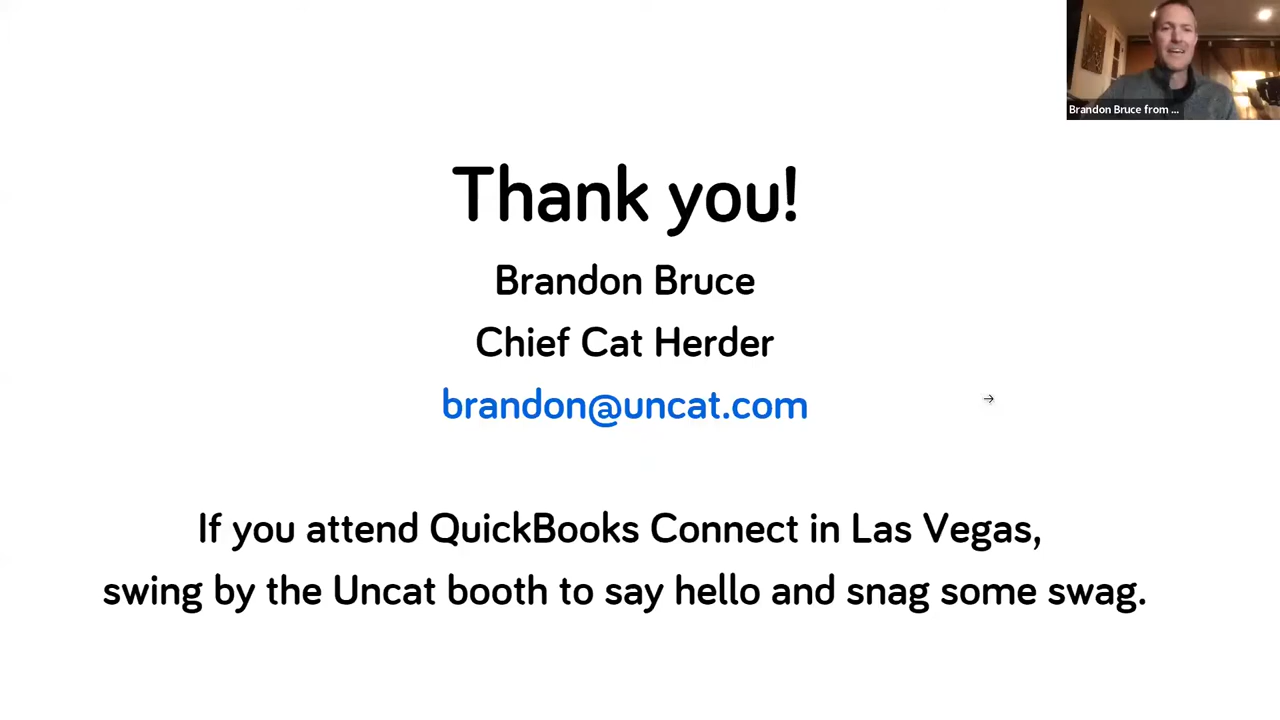 Brandon Bruce from ...
Thank you!
Brandon Bruce
Chief Cat Herder
brandon@uncat.com
If you attend QuickBooks Connect in Las Vegas,
swing by the Uncat booth to say hello and snag some swag.